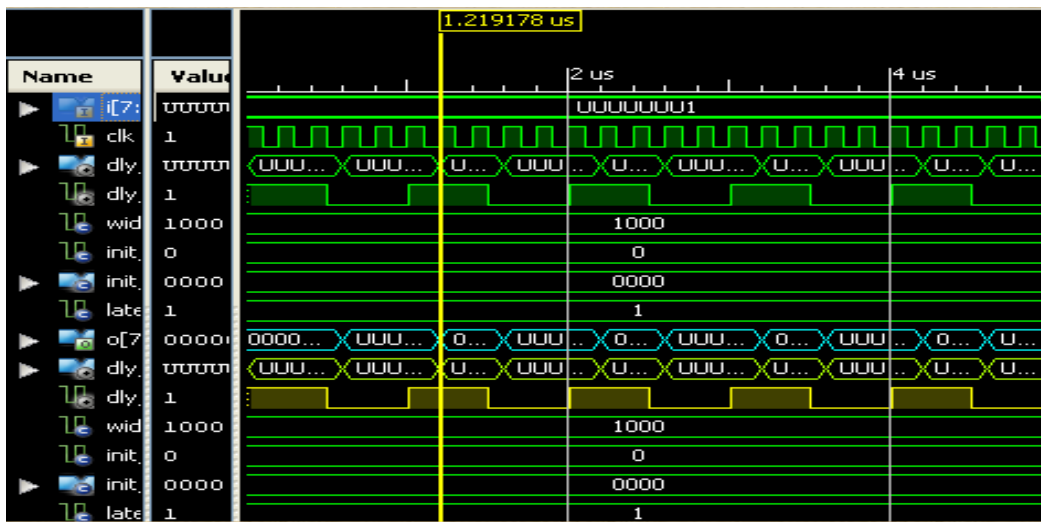 1.219178 us
Name Valu 2 us 4 us
i[7: UUUUU UUUUUUU1
clk 1
dly. UUUUU UUU... UUU... U... UUU .. U... UUU... U... UUU .. U... U...
dly. 1
wid 1000 1000
init. 0 0
init. 0000 0000
late 1 1
o[7 0000 0000... UUU... 0... UUU .. 0... UUU... 0... UUU .. 0... U...
dly. UUUUU UUU... UUU... U... UUU .. U... UUU... U... UUU .. U... U...
dly. 1
wid 1000 1000
init. 0 0
init. 0000 0000
late 1 1